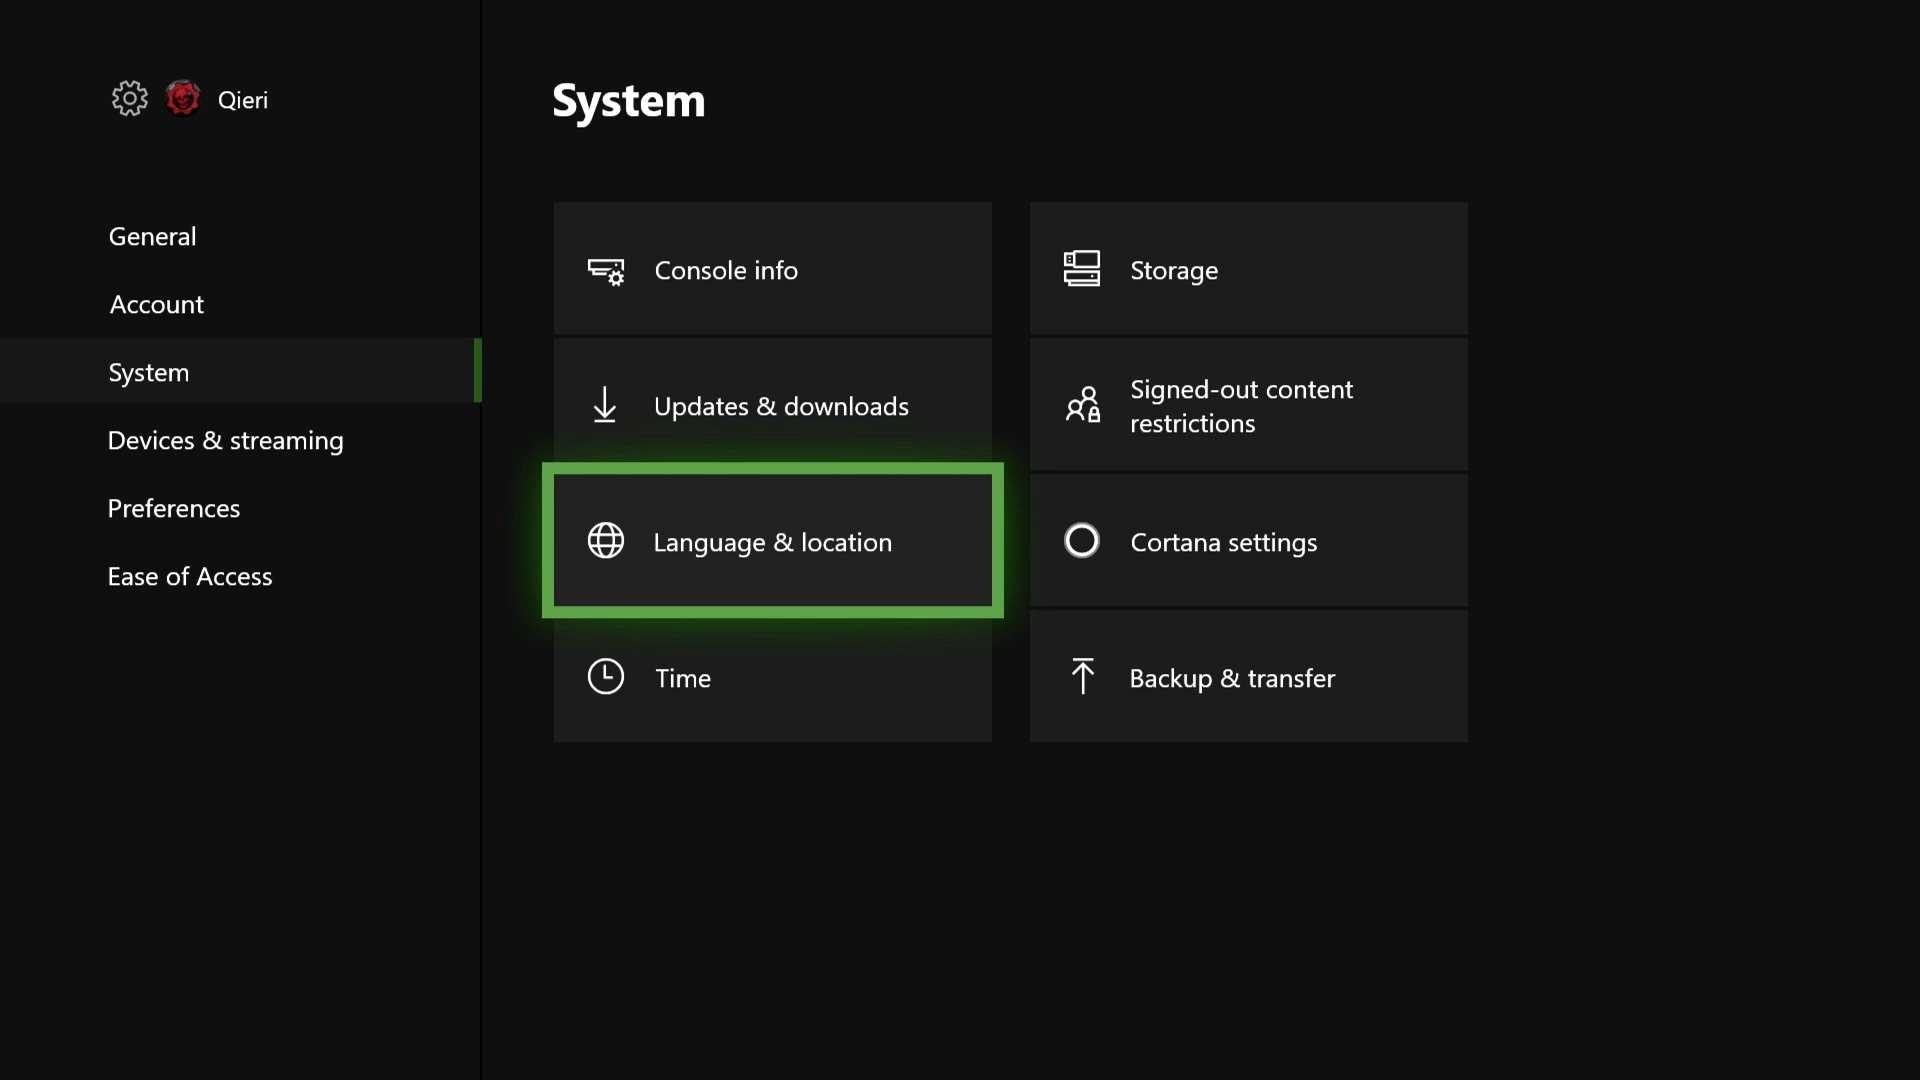 Qieri
General
Account
System
Devices & streaming
Preferences
Ease of Access
System
Console info
Updates & downloads
Language & location
Time
Storage
Signed-out content
restrictions
Cortana settings
Backup & transfer